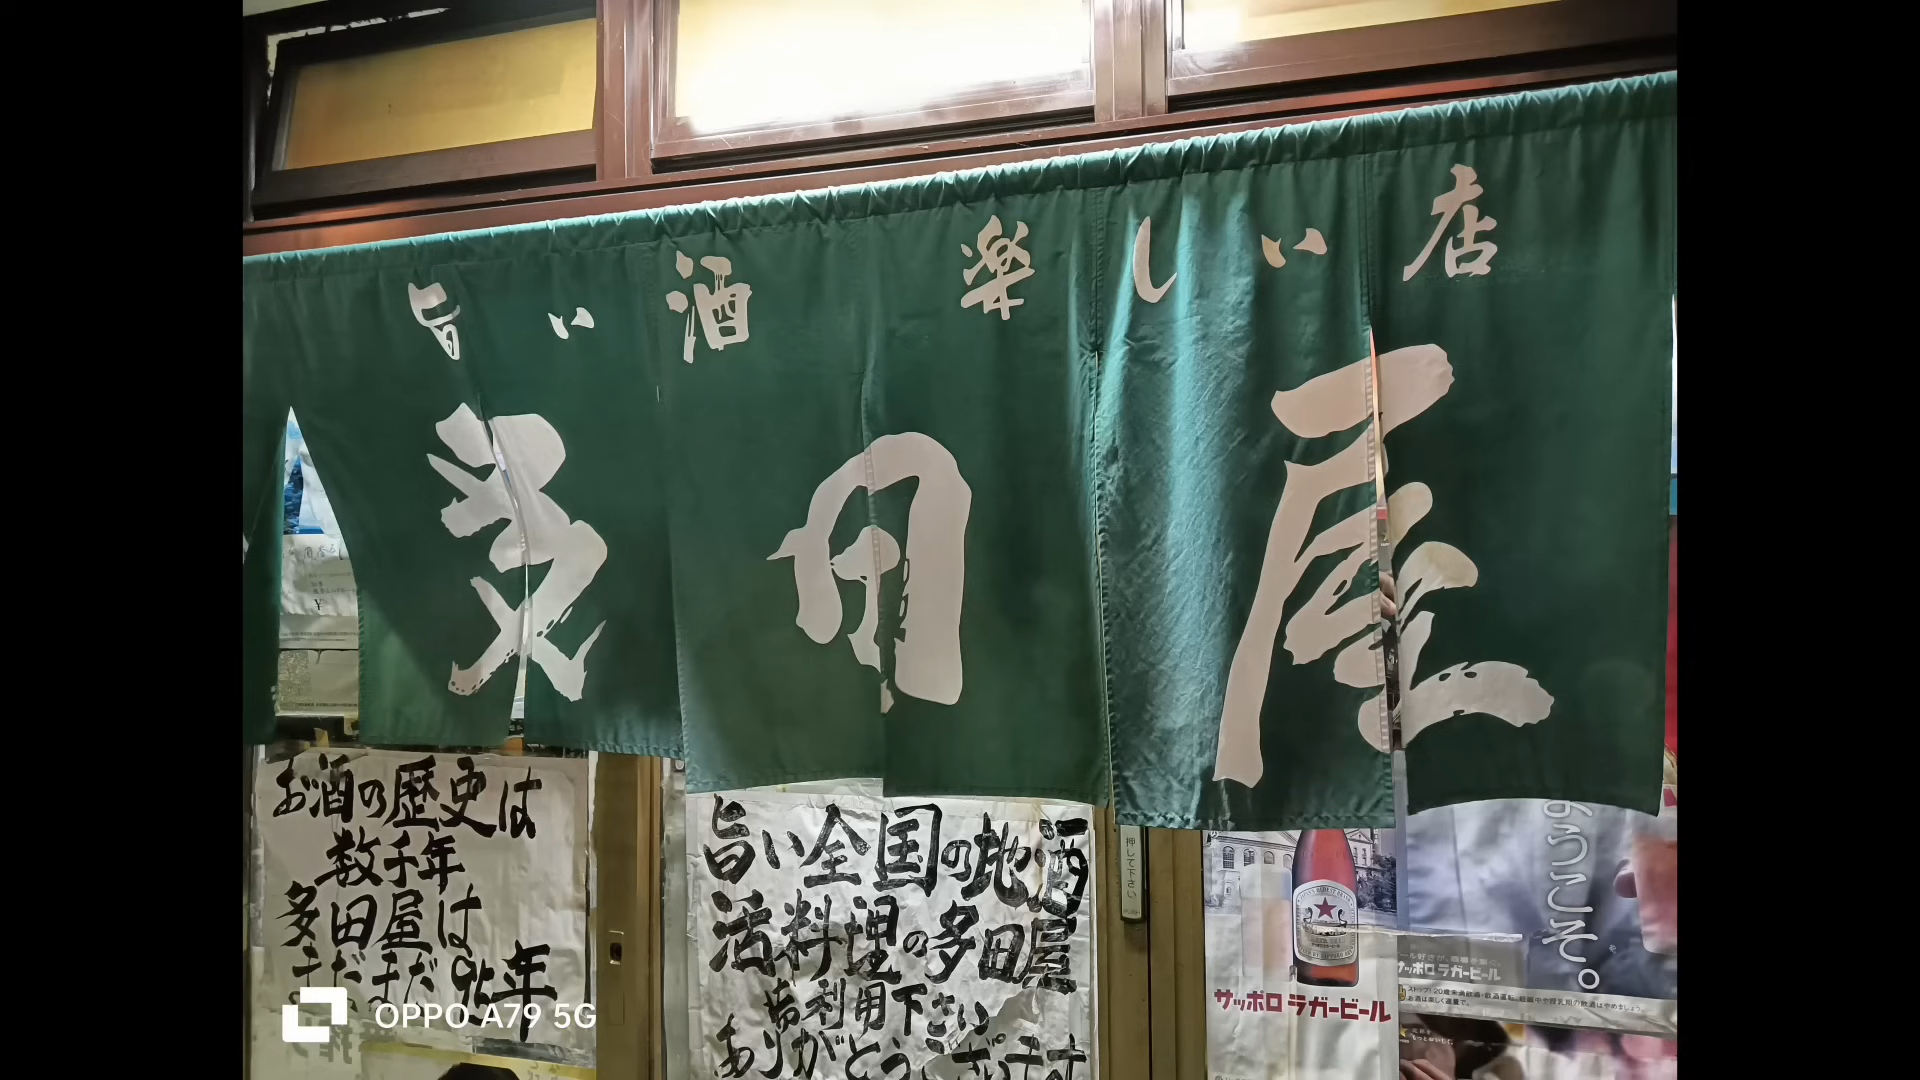 旨い酒 楽しい店
多田屋
お酒の歴史は
数千年
多田屋は
まだまだ
年
旨い全国の地酒
活料理の多田屋
御利用下さい
ありがとうございます
押して下さい
サッポロ ラガービール
ようこそ。
サッポロ ラガービール
OPPO A79 5G